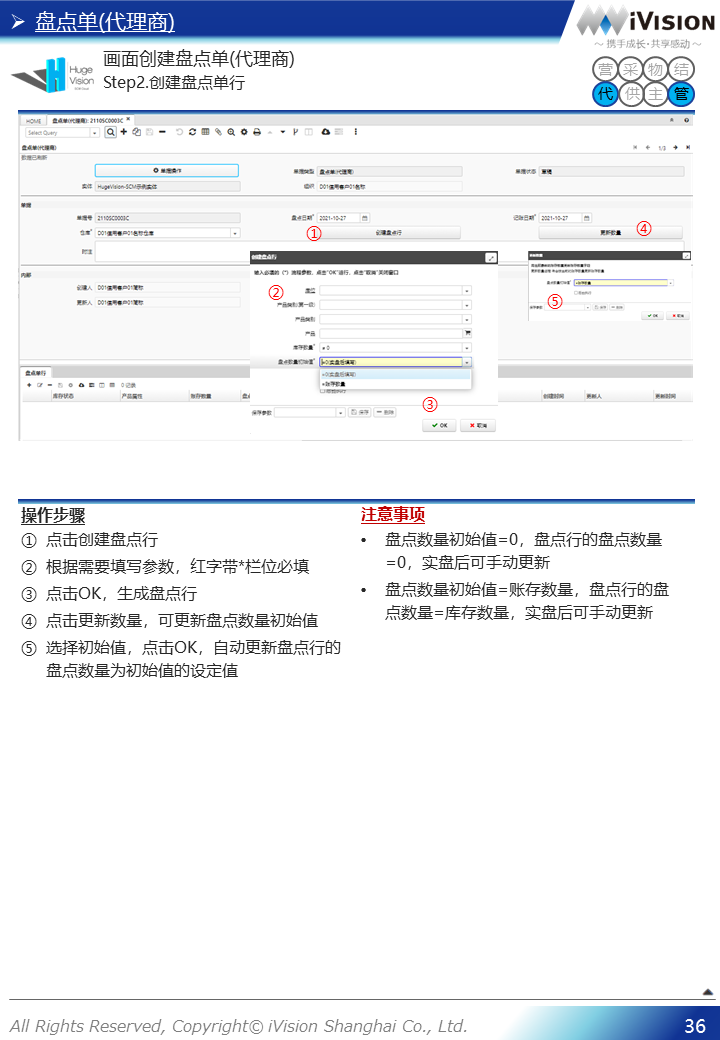 盘点单(代理商)
iVISION
～ 携手成长·共享感动 ～
Huge
Vision
画面创建盘点单(代理商)
Step2.创建盘点单行
营 采 物 结
代 供 主 管
HOME 盘点单(代理商): 2110SC0003C
Select Query
盘点单(代理商) 1/3
数据已刷新
单据操作 单据类型 盘点单(代理商) 单据状态 草稿
实体 HugeVision-SCM示例实体 组织 D01信用客户01名称
单据
单据号 2110SC0003C 盘点日期* 2021-10-27 记账日期* 2021-10-27
仓库* D01信用客户01名称仓库 ① 创建盘点行 更新数量 ④
附注
内部
创建人 D01信用客户01简称
更新人 D01信用客户01简称
创建盘点行
输入必填的 (*) 流程参数，点击"OK"运行，点击"取消"关闭窗口
②
产品类别(第一级)
产品类别
产品
库存数量* ≠ 0
盘点数量初始值* =0(实盘后填写)
=0(实盘后填写)
=账存数量
③
保存参数 保存 删除
OK 取消
盘点数量初始值* =账存数量
⑤
OK 取消
盘点单行
0记录
库存状态 产品属性 账存数量 创建时间 更新人 更新时间
操作步骤
① 点击创建盘点行
② 根据需要填写参数，红字带*栏位必填
③ 点击OK，生成盘点行
④ 点击更新数量，可更新盘点数量初始值
⑤ 选择初始值，点击OK，自动更新盘点行的
盘点数量为初始值的设定值
注意事项
• 盘点数量初始值=0，盘点行的盘点数量
=0，实盘后可手动更新
• 盘点数量初始值=账存数量，盘点行的盘
点数量=库存数量，实盘后可手动更新
All Rights Reserved, Copyright© iVision Shanghai Co., Ltd.
36